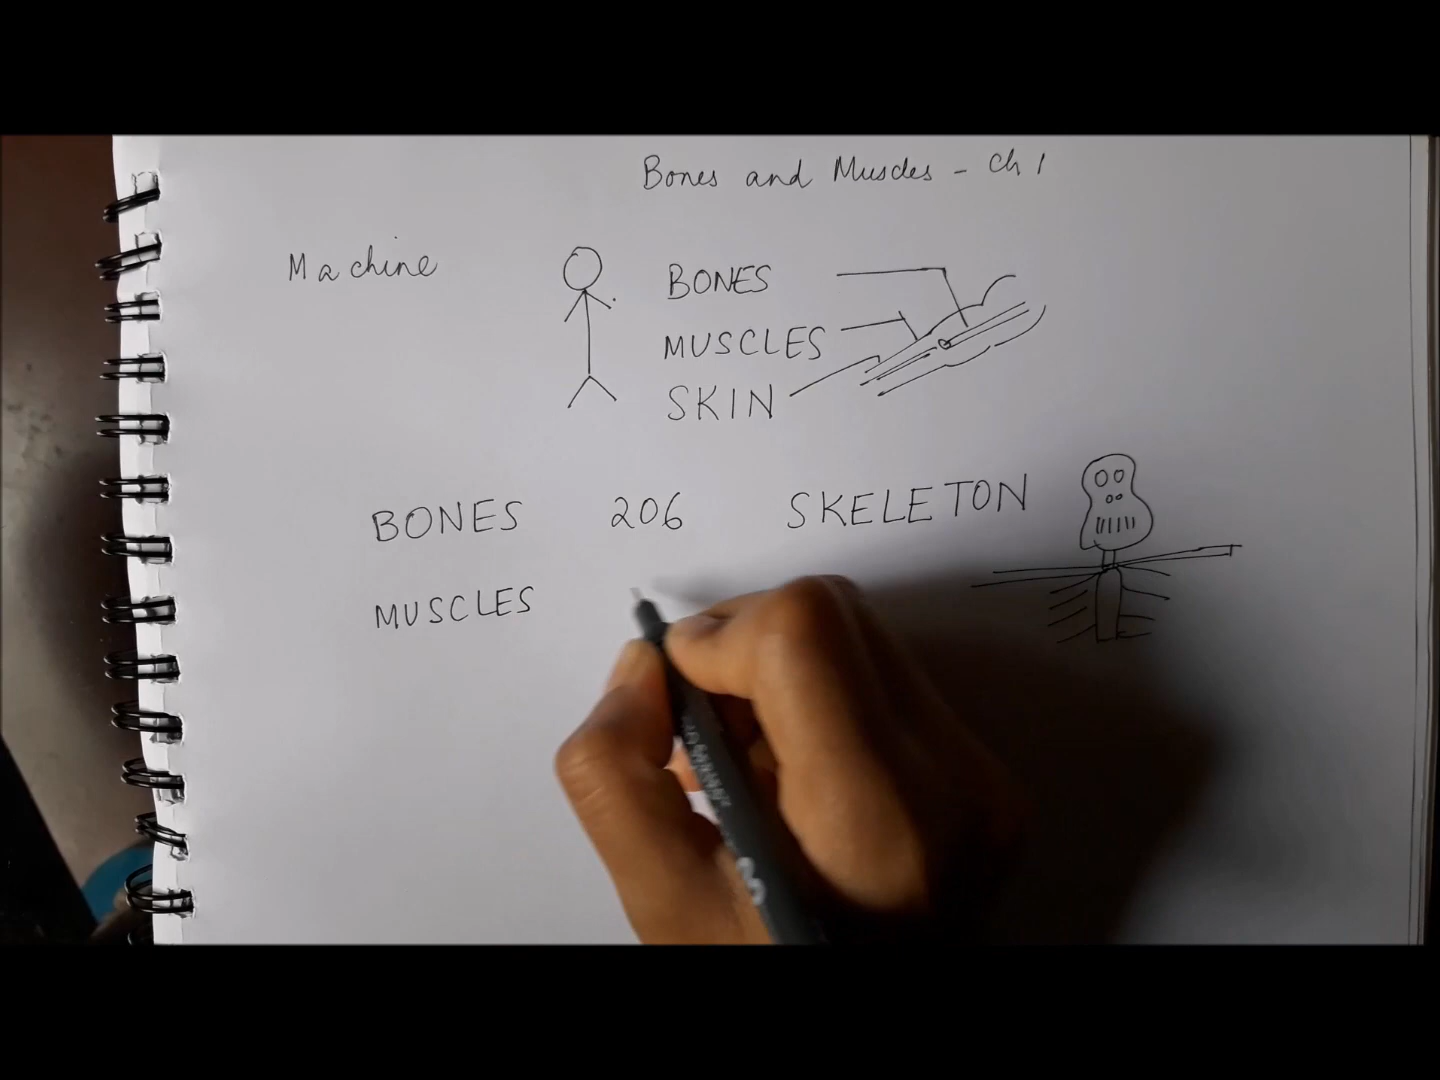 Bones and Muscles - Ch 1
Machine
BONES
MUSCLES
SKIN
BONES 206 SKELETON
MUSCLES